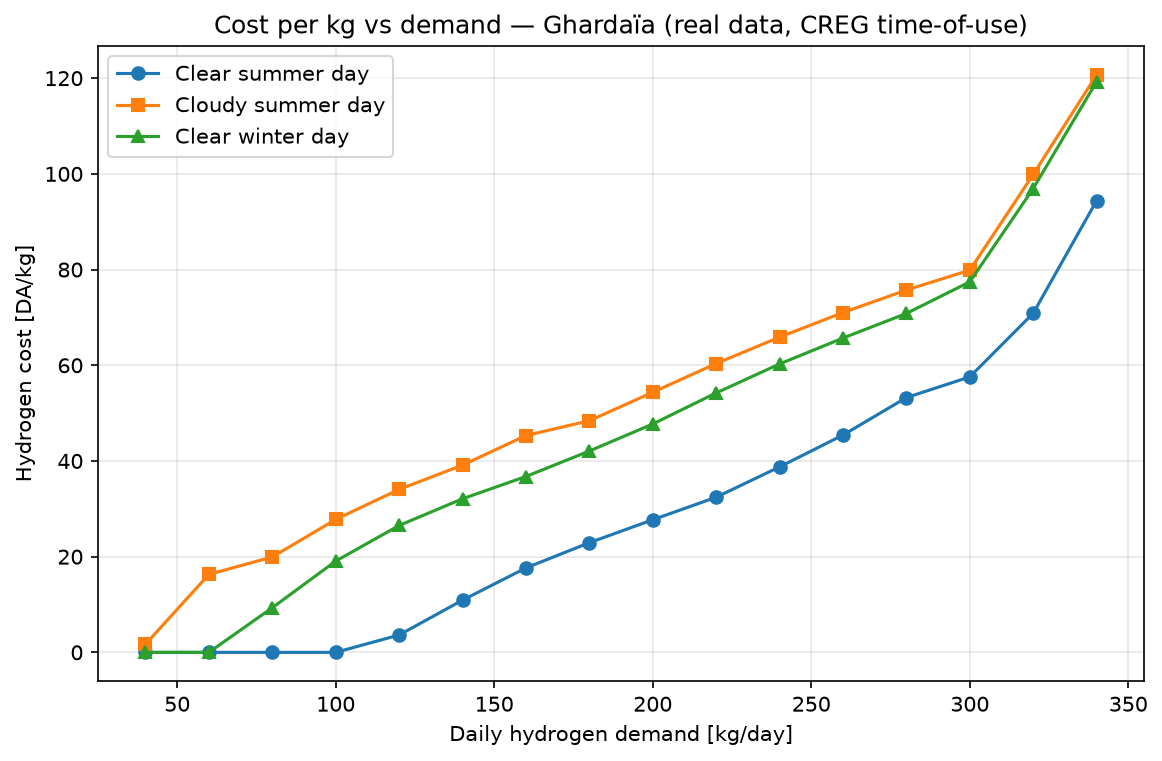 Cost per kg vs demand — Ghardaïa (real data, CREG time-of-use)
Clear summer day
Cloudy summer day
Clear winter day
120
100
80
60
40
20
0
Hydrogen cost [DA/kg]
50
100
150
200
250
300
350
Daily hydrogen demand [kg/day]